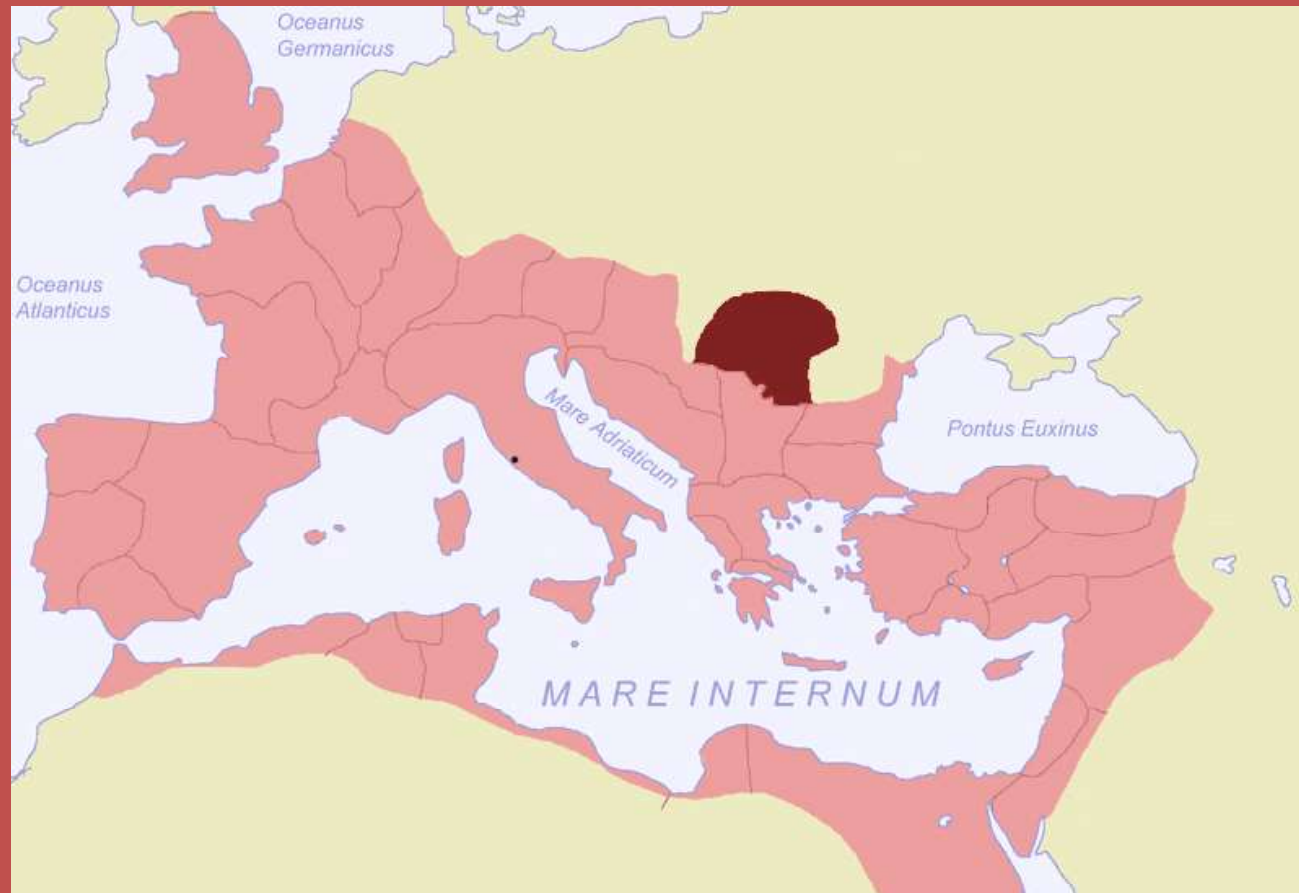 Oceanus
Germanicus
Oceanus
Atlanticus
Mare Adriaticum
Pontus Euxinus
MARE INTERNUM